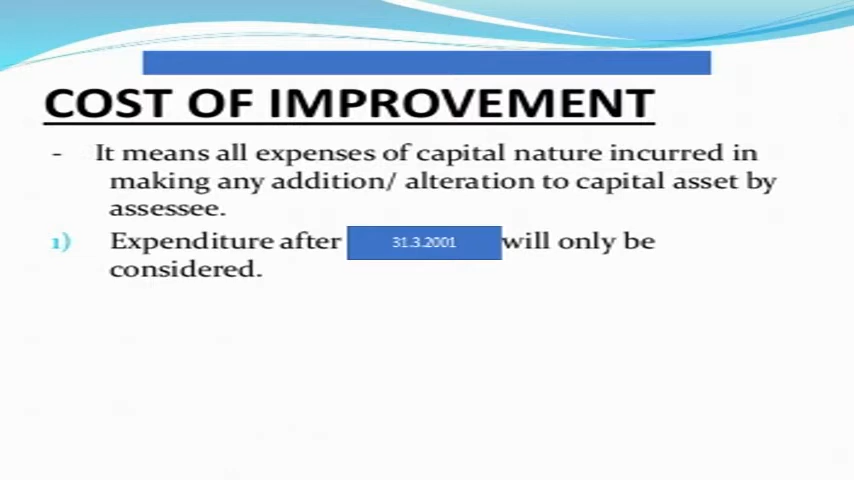 COST OF IMPROVEMENT
- It means all expenses of capital nature incurred in
making any addition/ alteration to capital asset by
assessee.
1) Expenditure after 31.3.2001 will only be
considered.